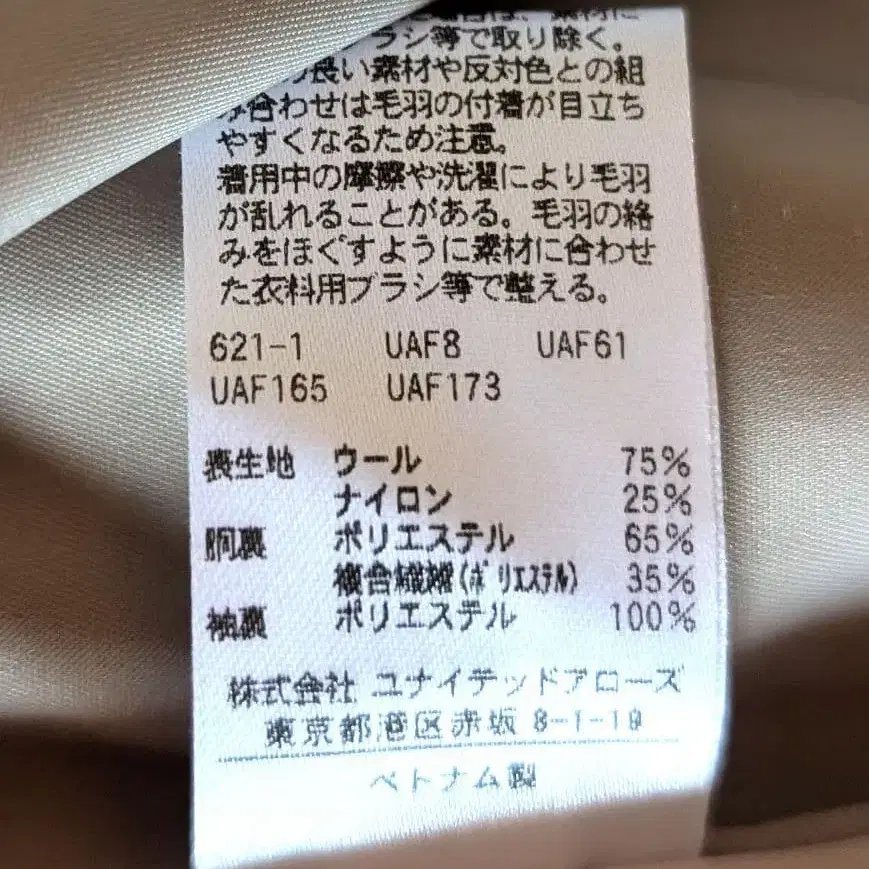 ラシ等で取り除く。
長い素材や反対色との組
み合わせは毛羽の付着が目立ち
やすくなるため注意。
着用中の摩擦や洗濯により毛羽
が乱れることがある。毛羽の絡
みをほぐすように素材に合わせ
た衣料用ブラシ等で整える。
621-1 UAF8 UAF61
UAF165 UAF173
表生地 ウール 75%
ナイロン 25%
胴裏 ポリエステル 65%
複合繊維(ポリエステル) 35%
袖裏 ポリエステル 100%
株式会社 ユナイテッドアローズ
東京都港区赤坂 8-1-19
ベトナム製